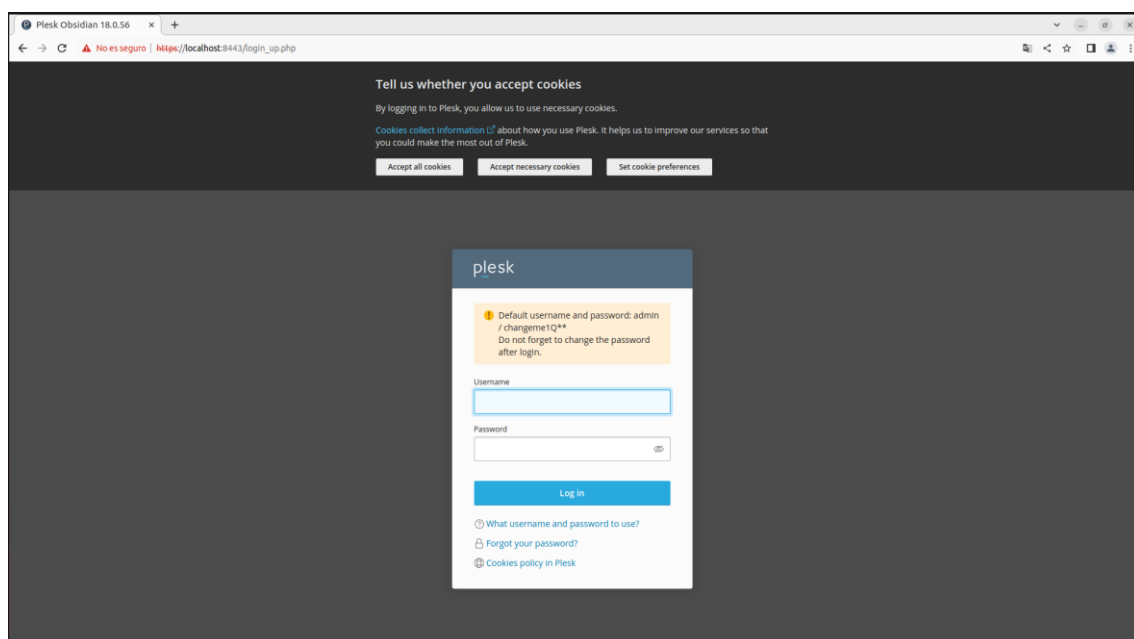 Plesk Obsidian 18.0.56
No es seguro | https://localhost:8443/login_up.php
Tell us whether you accept cookies
By logging in to Plesk, you allow us to use necessary cookies.
Cookies collect information about how you use Plesk. It helps us to improve our services so that
you could make the most out of Plesk.
Accept all cookies
Accept necessary cookies
Set cookie preferences
plesk
Default username and password: admin
/ changeme1Q**
Do not forget to change the password
after login.
Username
Password
Log in
What username and password to use?
Forgot your password?
Cookies policy in Plesk